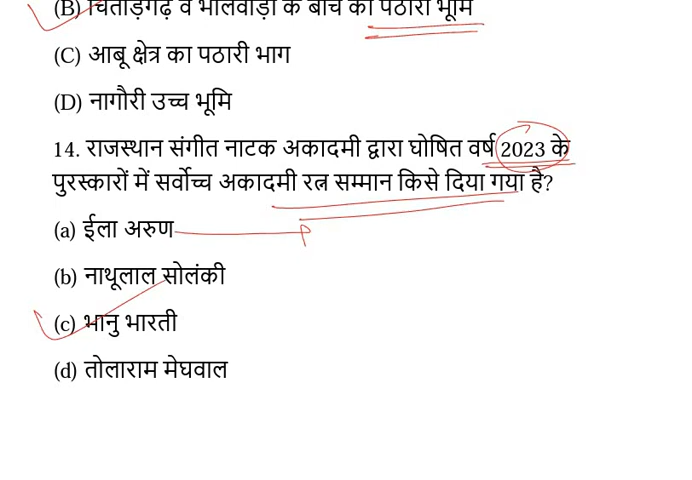 (B) चित्तौड़गढ़ व भीलवाड़ा के बीच की पठारी भूमि
(C) आबू क्षेत्र का पठारी भाग
(D) नागौरी उच्च भूमि
14. राजस्थान संगीत नाटक अकादमी द्वारा घोषित वर्ष 2023 के
पुरस्कारों में सर्वोच्च अकादमी रत्न सम्मान किसे दिया गया है?
(a) ईला अरुण
(b) नाथूलाल सोलंकी
(c) भानु भारती
(d) तोलाराम मेघवाल